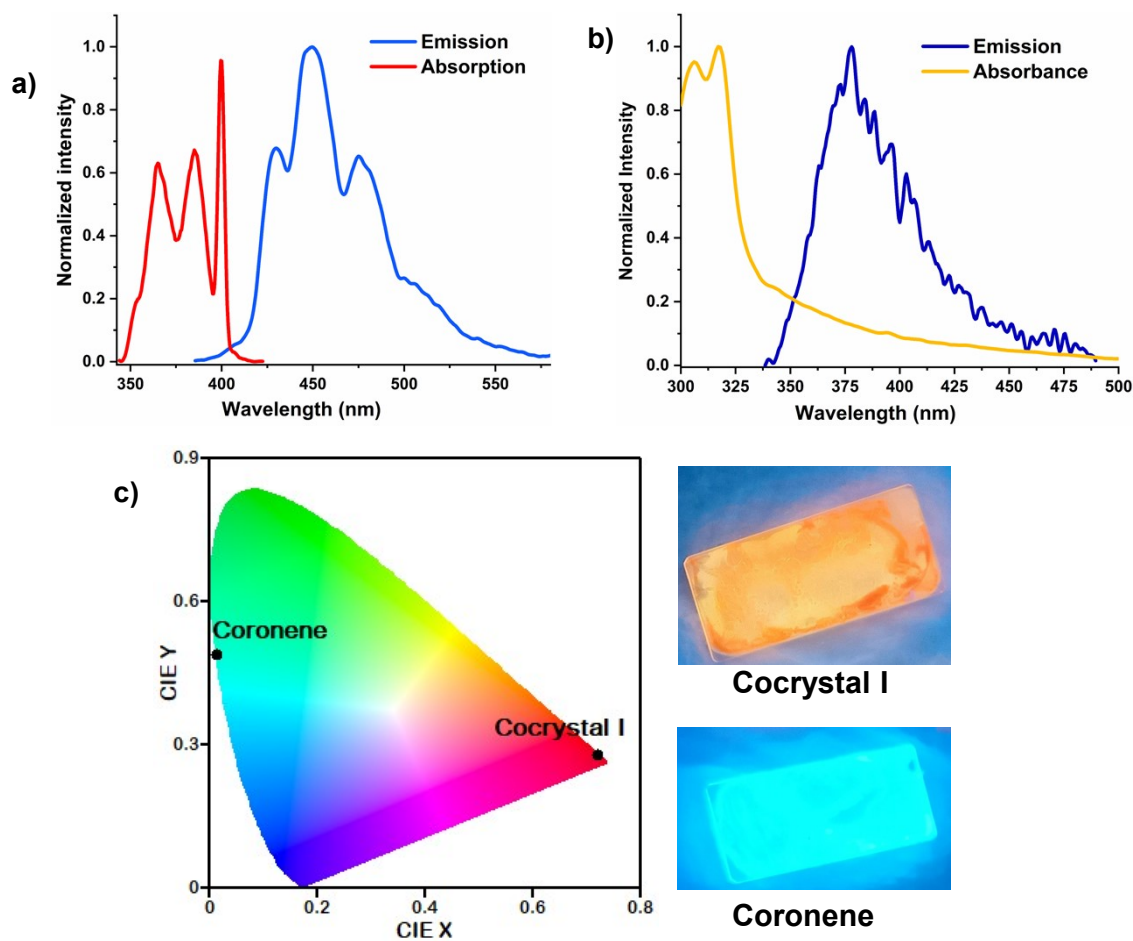 a)
Normalized intensity
1.0
0.8
0.6
0.4
0.2
0.0
Emission
Absorption
350
400
450
500
550
Wavelength (nm)
b)
Normalized Intensity
1.0
0.8
0.6
0.4
0.2
0.0
Emission
Absorbance
300
325
350
375
400
425
450
475
500
Wavelength (nm)
c)
CIE Y
0.9
0.6
0.3
0
Coronene
Cocrystal I
0
0.2
0.4
0.6
0.8
CIE X
Cocrystal I
Coronene